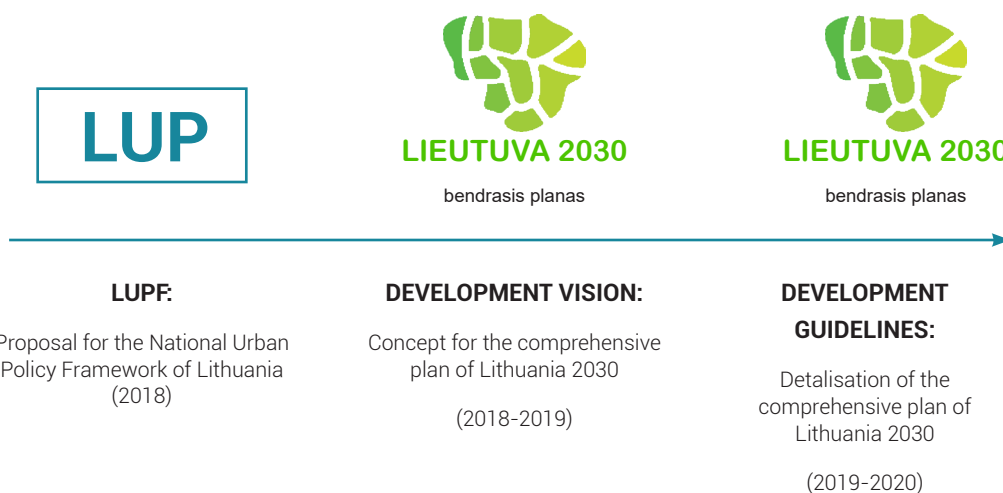 LUP
LIEUTUVA 2030
bendrasis planas
LIEUTUVA 2030
bendrasis planas
LUPF:
Proposal for the National Urban
Policy Framework of Lithuania
(2018)
DEVELOPMENT VISION:
Concept for the comprehensive
plan of Lithuania 2030
(2018-2019)
DEVELOPMENT
GUIDELINES:
Detalisation of the
comprehensive plan of
Lithuania 2030
(2019-2020)